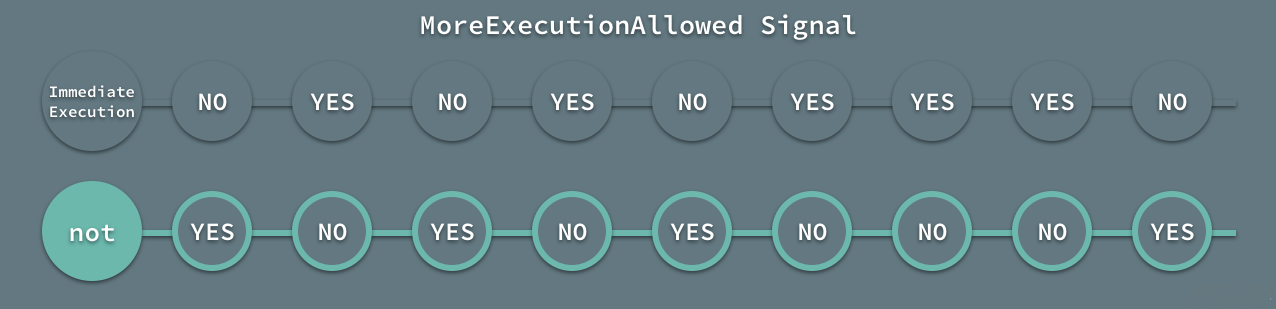 MoreExecutionAllowed Signal
Immediate
Execution
NO YES NO YES NO YES YES YES NO
not YES NO YES NO YES NO NO NO YES